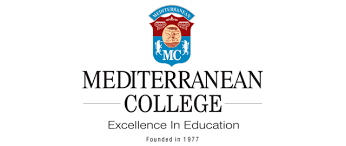 MEDITERRANEAN
MC
MEDITERRANEAN
COLLEGE
Excellence In Education
Founded in 1977